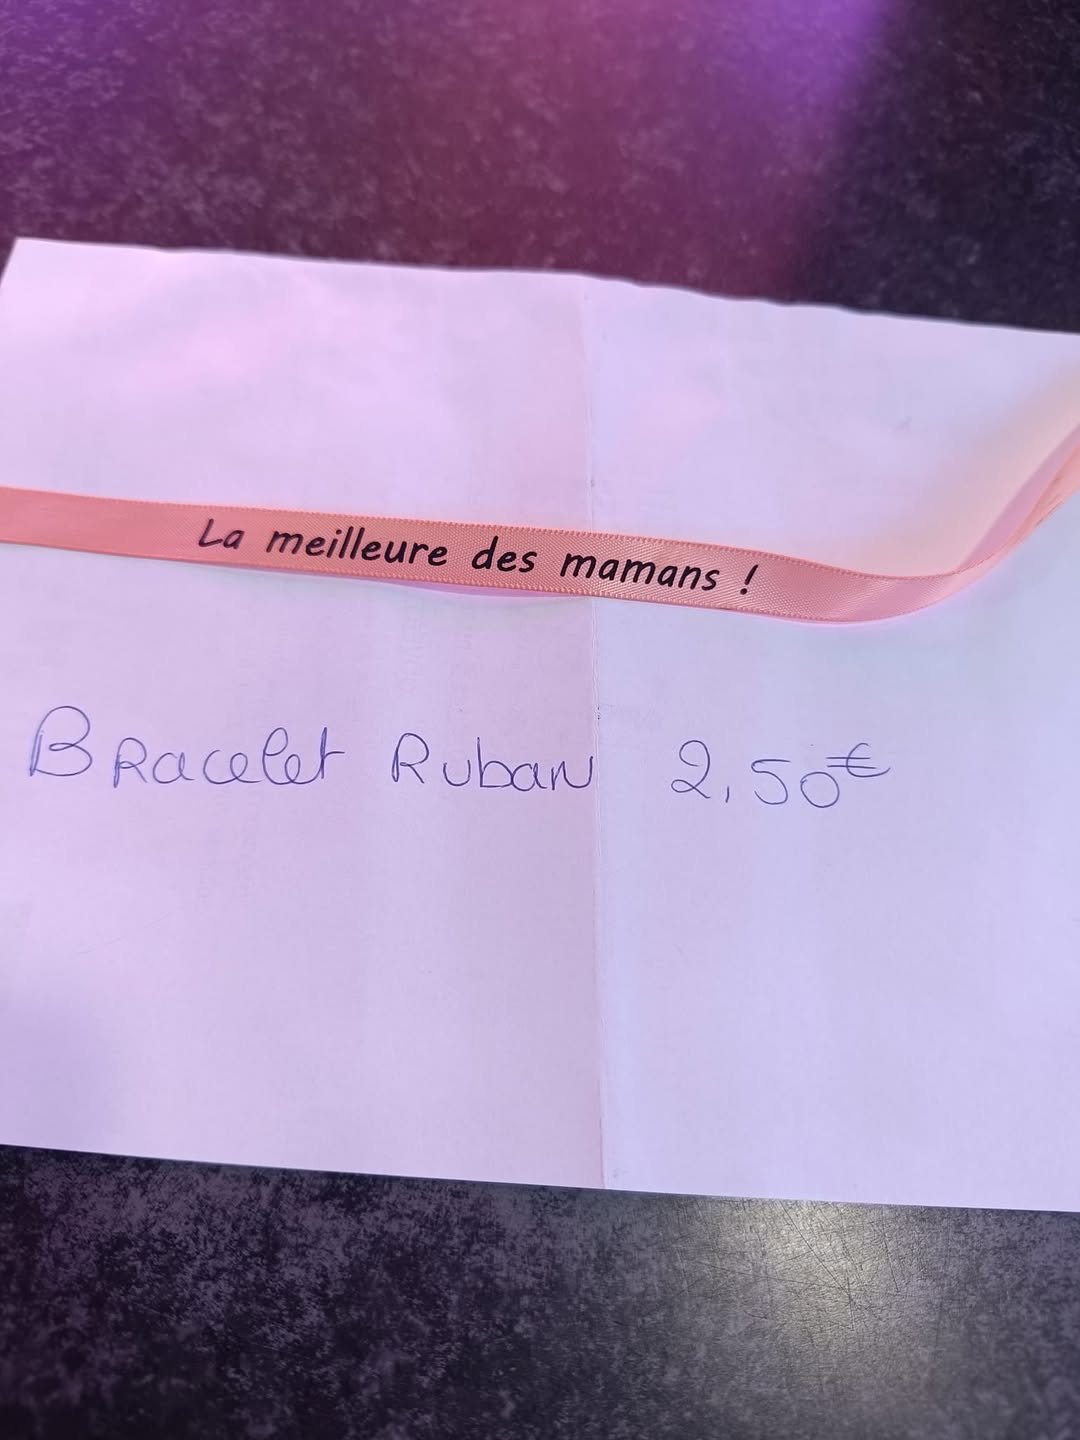 La meilleure des mamans !
Bracelet Ruban 2,50€